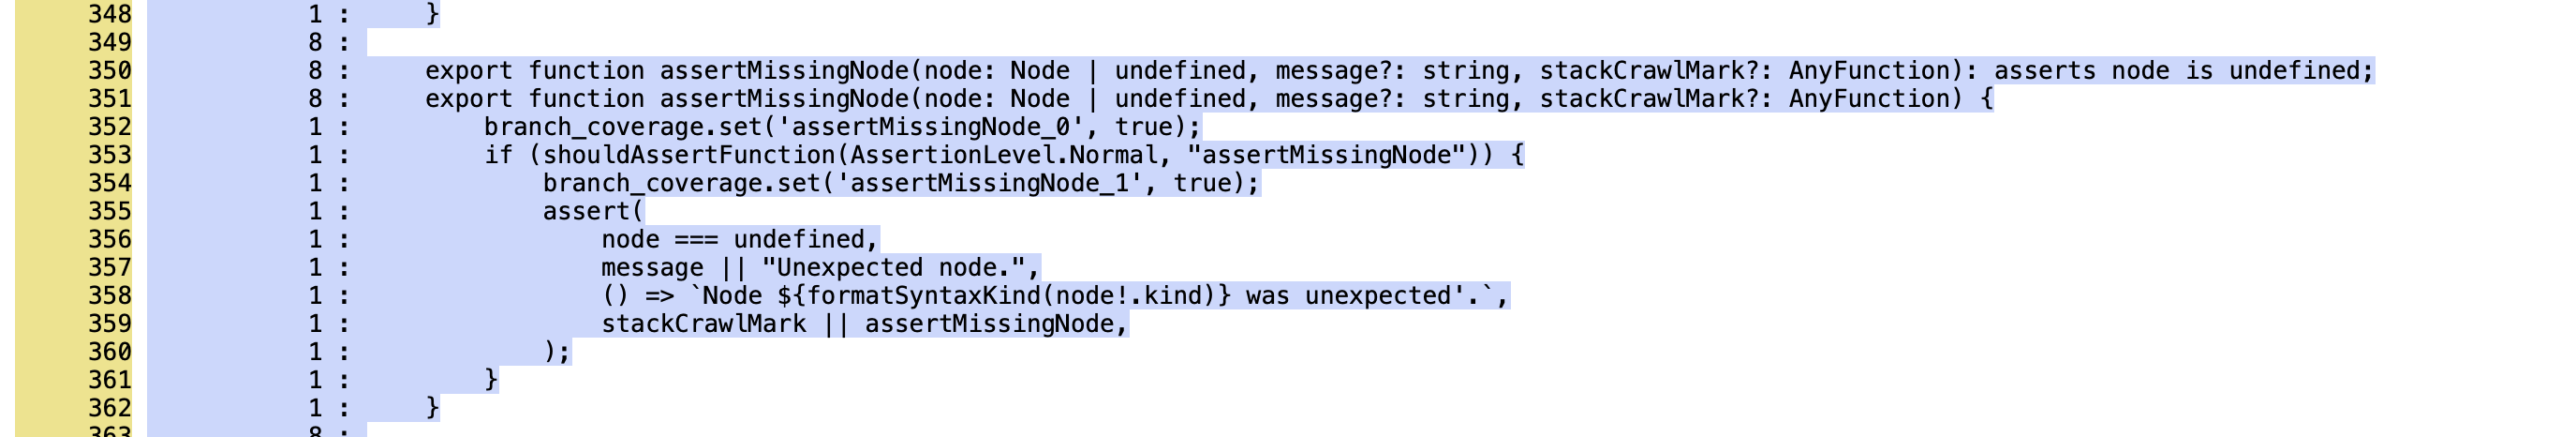 348 1 : }
349 8 :
350 8 : export function assertMissingNode(node: Node | undefined, message?: string, stackCrawlMark?: AnyFunction): asserts node is undefined;
351 8 : export function assertMissingNode(node: Node | undefined, message?: string, stackCrawlMark?: AnyFunction) {
352 1 : branch_coverage.set('assertMissingNode_0', true);
353 1 : if (shouldAssertFunction(AssertionLevel.Normal, "assertMissingNode")) {
354 1 : branch_coverage.set('assertMissingNode_1', true);
355 1 : assert(
356 1 : node === undefined,
357 1 : message || "Unexpected node.",
358 1 : () => `Node ${formatSyntaxKind(node!.kind)} was unexpected'.`,
359 1 : stackCrawlMark || assertMissingNode,
360 1 : );
361 1 : }
362 1 : }
363 8 :